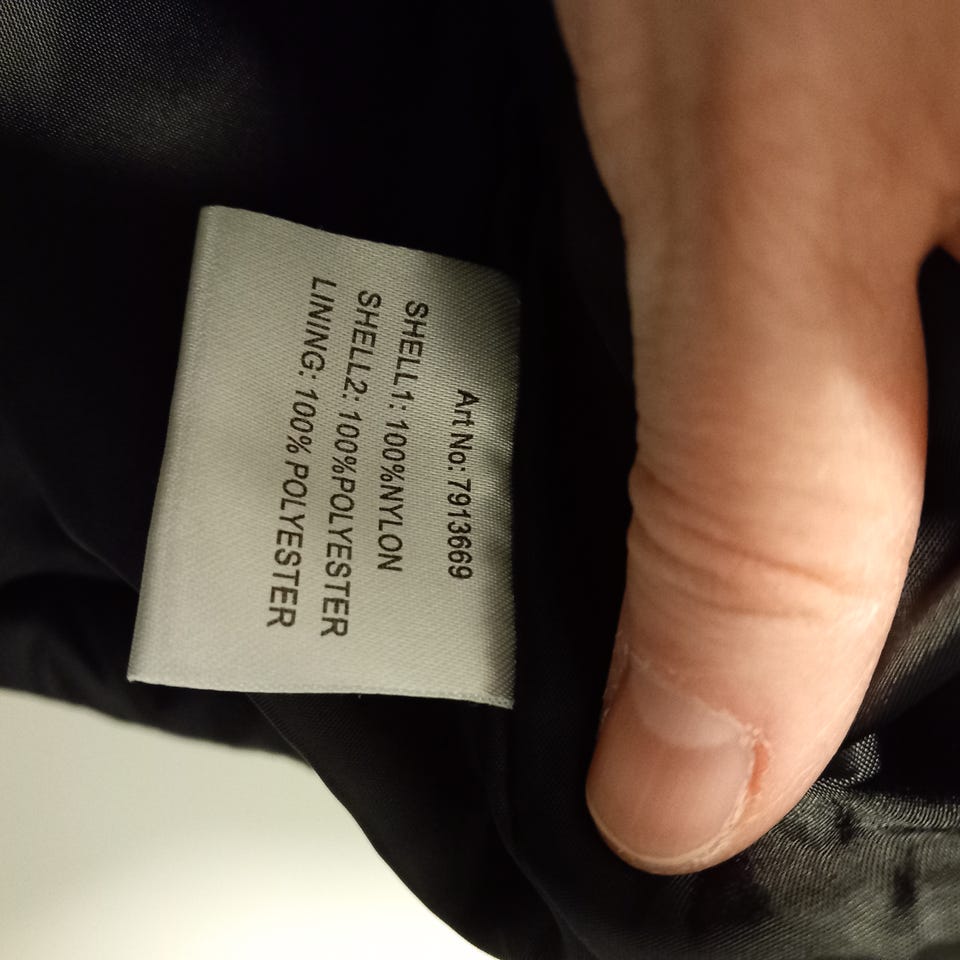 Art No: 7913669
SHELL1: 100%NYLON
SHELL2: 100%POLYESTER
LINING: 100% POLYESTER